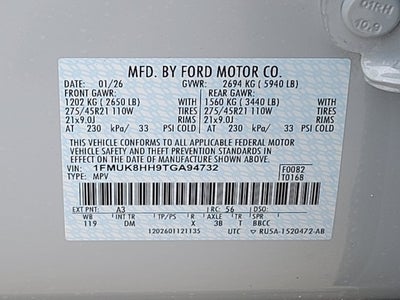 01RH
10.9
MFD. BY FORD MOTOR CO.
DATE: 01/26 GVWR: 2694 KG ( 5940 LB)
FRONT GAWR: REAR GAWR:
1202 KG ( 2650 LB) 1560 KG ( 3440 LB)
275/45R21 110W TIRES 275/45R21 110W TIRES
21x9.0J RIMS 21x9.0J RIMS
AT 230 kPa/ 33 PSI COLD AT 230 kPa/ 33 PSI COLD
THIS VEHICLE CONFORMS TO ALL APPLICABLE FEDERAL MOTOR
VEHICLE SAFETY AND THEFT PREVENTION STANDARDS IN EFFECT
ON THE DATE OF MANUFACTURE SHOWN ABOVE.
VIN: 1FMUK8HH9TGA94732 F0082
TYPE: MPV T0168
EXT PNT: A3 RC: 56
WB INT TR TP/PS R AXLE TR SPR
119 DM X 3B T BBCC
1202601121135 UTC RU5A-1520472-AB